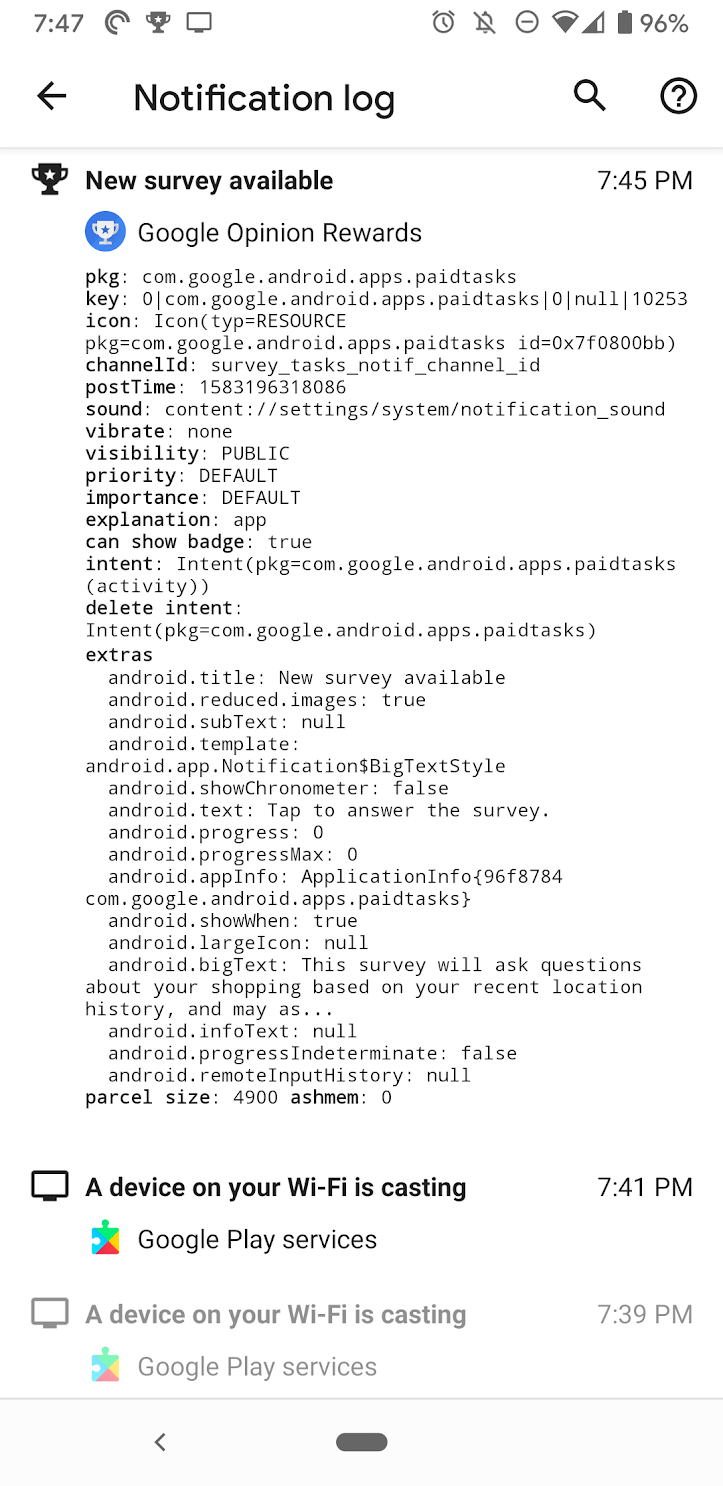 7:47
96%
Notification log
New survey available 7:45 PM
Google Opinion Rewards
pkg: com.google.android.apps.paidtasks
key: 0|com.google.android.apps.paidtasks|0|null|10253
icon: Icon(typ=RESOURCE
pkg=com.google.android.apps.paidtasks id=0x7f0800bb)
channelId: survey_tasks_notif_channel_id
postTime: 1583196318086
sound: content://settings/system/notification_sound
vibrate: none
visibility: PUBLIC
priority: DEFAULT
importance: DEFAULT
explanation: app
can show badge: true
intent: Intent(pkg=com.google.android.apps.paidtasks
(activity))
delete intent:
Intent(pkg=com.google.android.apps.paidtasks)
extras
android.title: New survey available
android.reduced.images: true
android.subText: null
android.template:
android.app.Notification$BigTextStyle
android.showChronometer: false
android.text: Tap to answer the survey.
android.progress: 0
android.progressMax: 0
android.appInfo: ApplicationInfo{96f8784
com.google.android.apps.paidtasks}
android.showWhen: true
android.largeIcon: null
android.bigText: This survey will ask questions
about your shopping based on your recent location
history, and may as...
android.infoText: null
android.progressIndeterminate: false
android.remoteInputHistory: null
parcel size: 4900 ashmem: 0
A device on your Wi-Fi is casting 7:41 PM
Google Play services
A device on your Wi-Fi is casting 7:39 PM
Google Play services